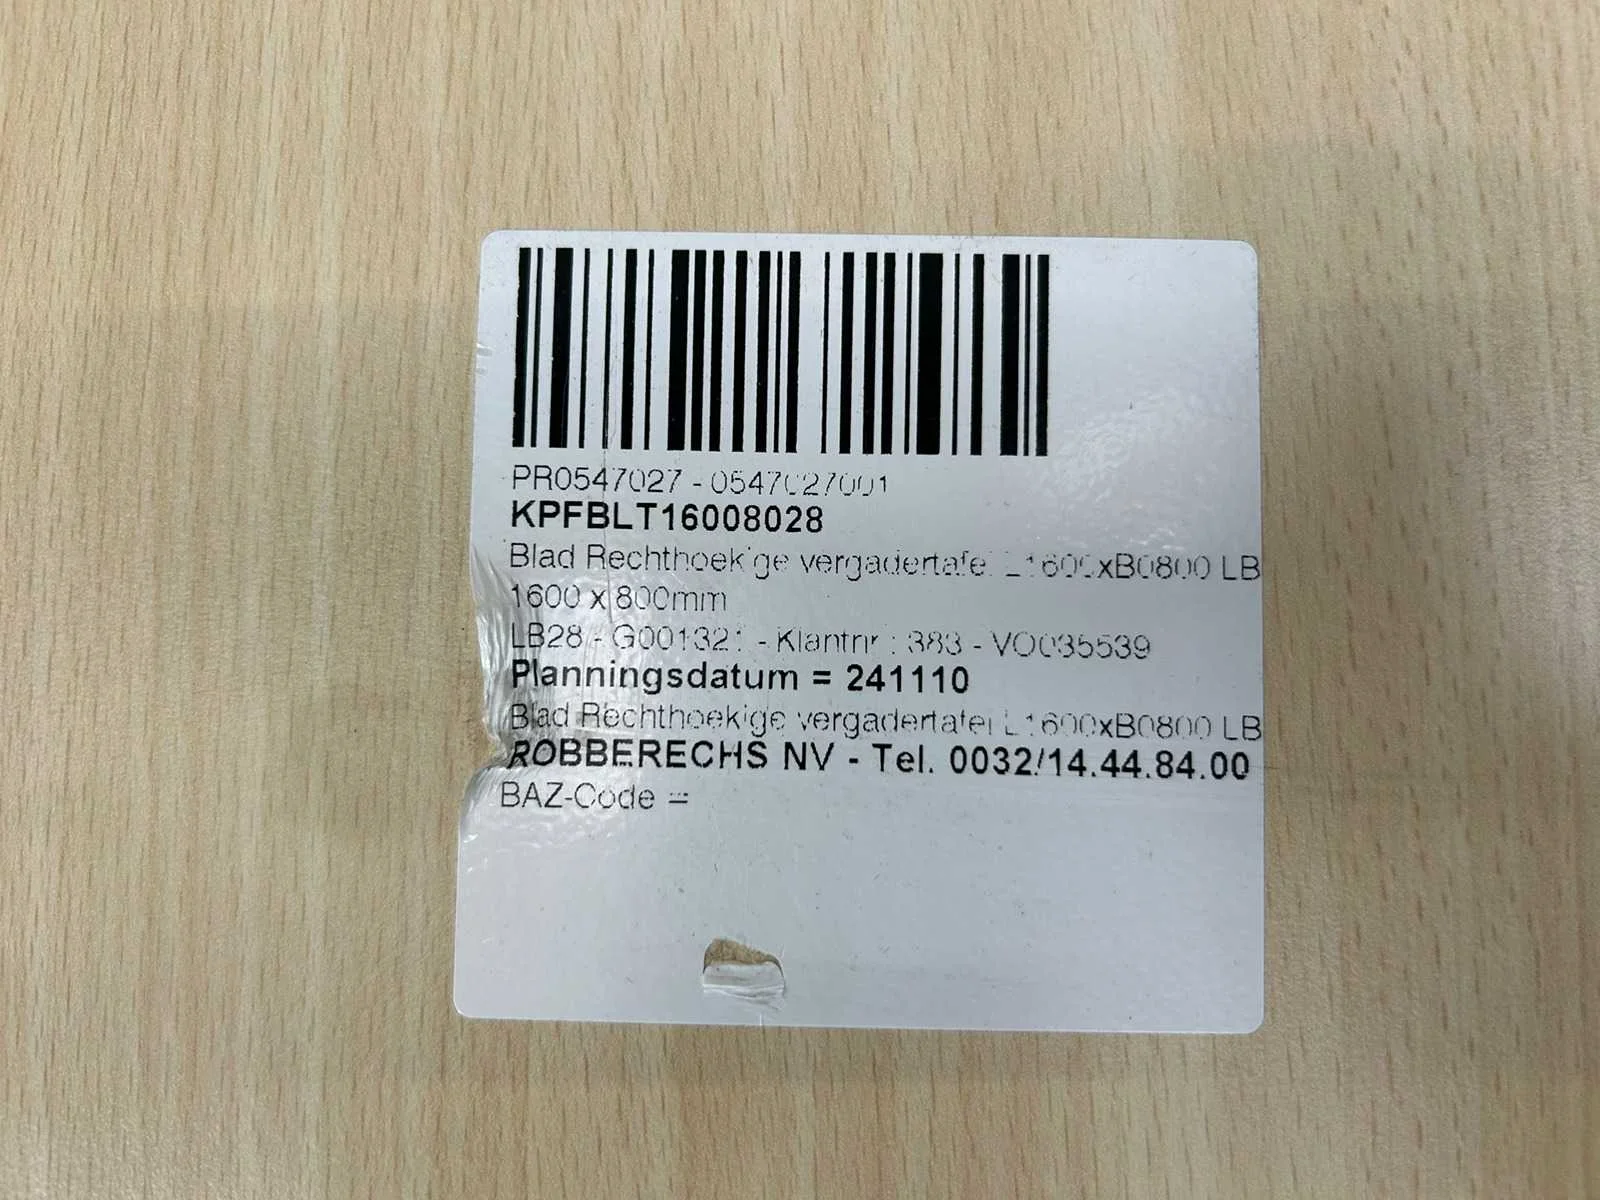 PR0547027 - 0547027001
KPFBLT16008028
Blad Rechthoekige vergadertafel L1600xB0800 LB
1600 x 800mm
LB28 - G001321 - Klantnr : 383 - VO035539
Planningsdatum = 241110
Blad Rechthoekige vergadertafel L1600xB0800 LB
ROBBERECHS NV - Tel. 0032/14.44.84.00
BAZ-Code =